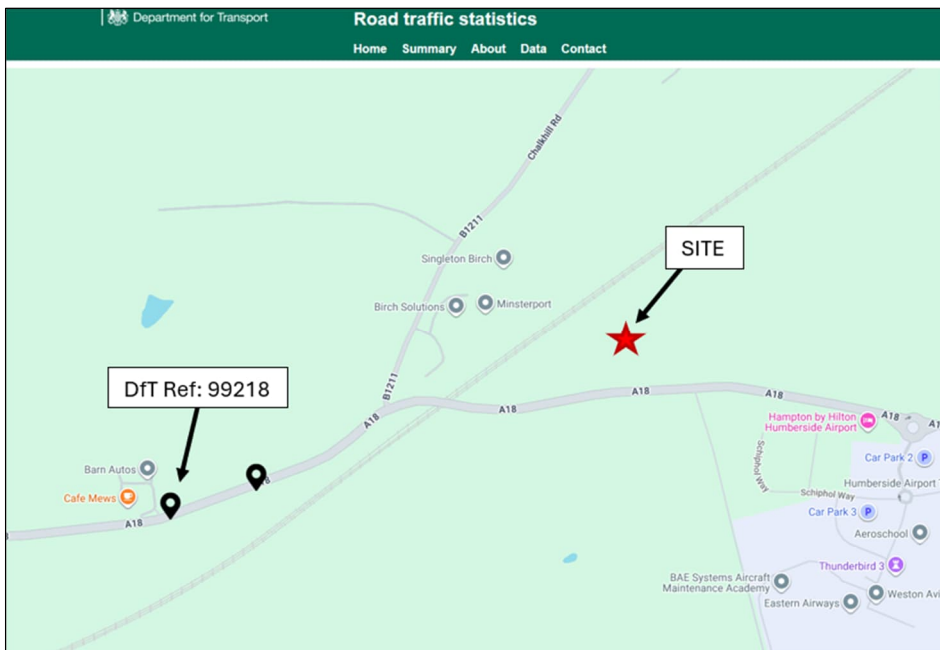 Department for Transport
Road traffic statistics
Home Summary About Data Contact
Chalkhill Rd
B1211
SITE
Singleton Birch
Birch Solutions
Minsterport
DfT Ref: 99218
B1211
A18
A18
A18
A18
Hampton by Hilton
Humberside Airport
A18
Schiphol Way
Car Park 2
Barn Autos
Cafe Mews
Humberside Airport
Schiphol Way
Car Park 3
A18
Aeroschool
Thunderbird 3
BAE Systems Aircraft
Maintenance Academy
Eastern Airways